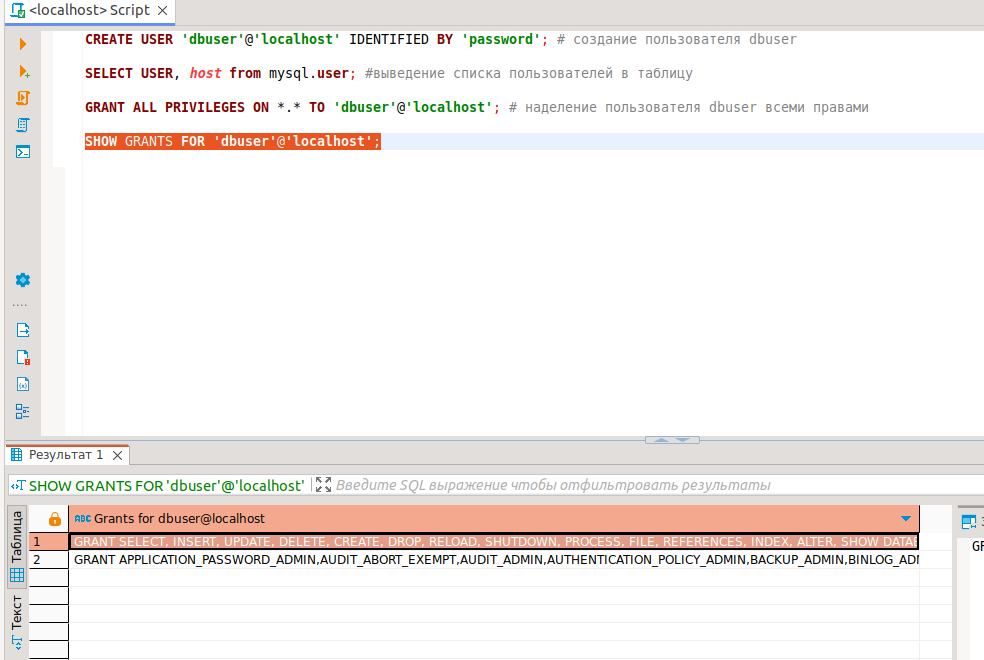 <localhost> Script
CREATE USER 'dbuser'@'localhost' IDENTIFIED BY 'password'; # создание пользователя dbuser
SELECT USER, host from mysql.user; #выведение списка пользователей в таблицу
GRANT ALL PRIVILEGES ON *.* TO 'dbuser'@'localhost'; # наделение пользователя dbuser всеми правами
SHOW GRANTS FOR 'dbuser'@'localhost';
Результат 1
SHOW GRANTS FOR 'dbuser'@'localhost'
Введите SQL выражение чтобы отфильтровать результаты
Таблица
Текст
ABC Grants for dbuser@localhost
1 GRANT SELECT, INSERT, UPDATE, DELETE, CREATE, DROP, RELOAD, SHUTDOWN, PROCESS, FILE, REFERENCES, INDEX, ALTER, SHOW DATAB
2 GRANT APPLICATION_PASSWORD_ADMIN,AUDIT_ABORT_EXEMPT,AUDIT_ADMIN,AUTHENTICATION_POLICY_ADMIN,BACKUP_ADMIN,BINLOG_ADM